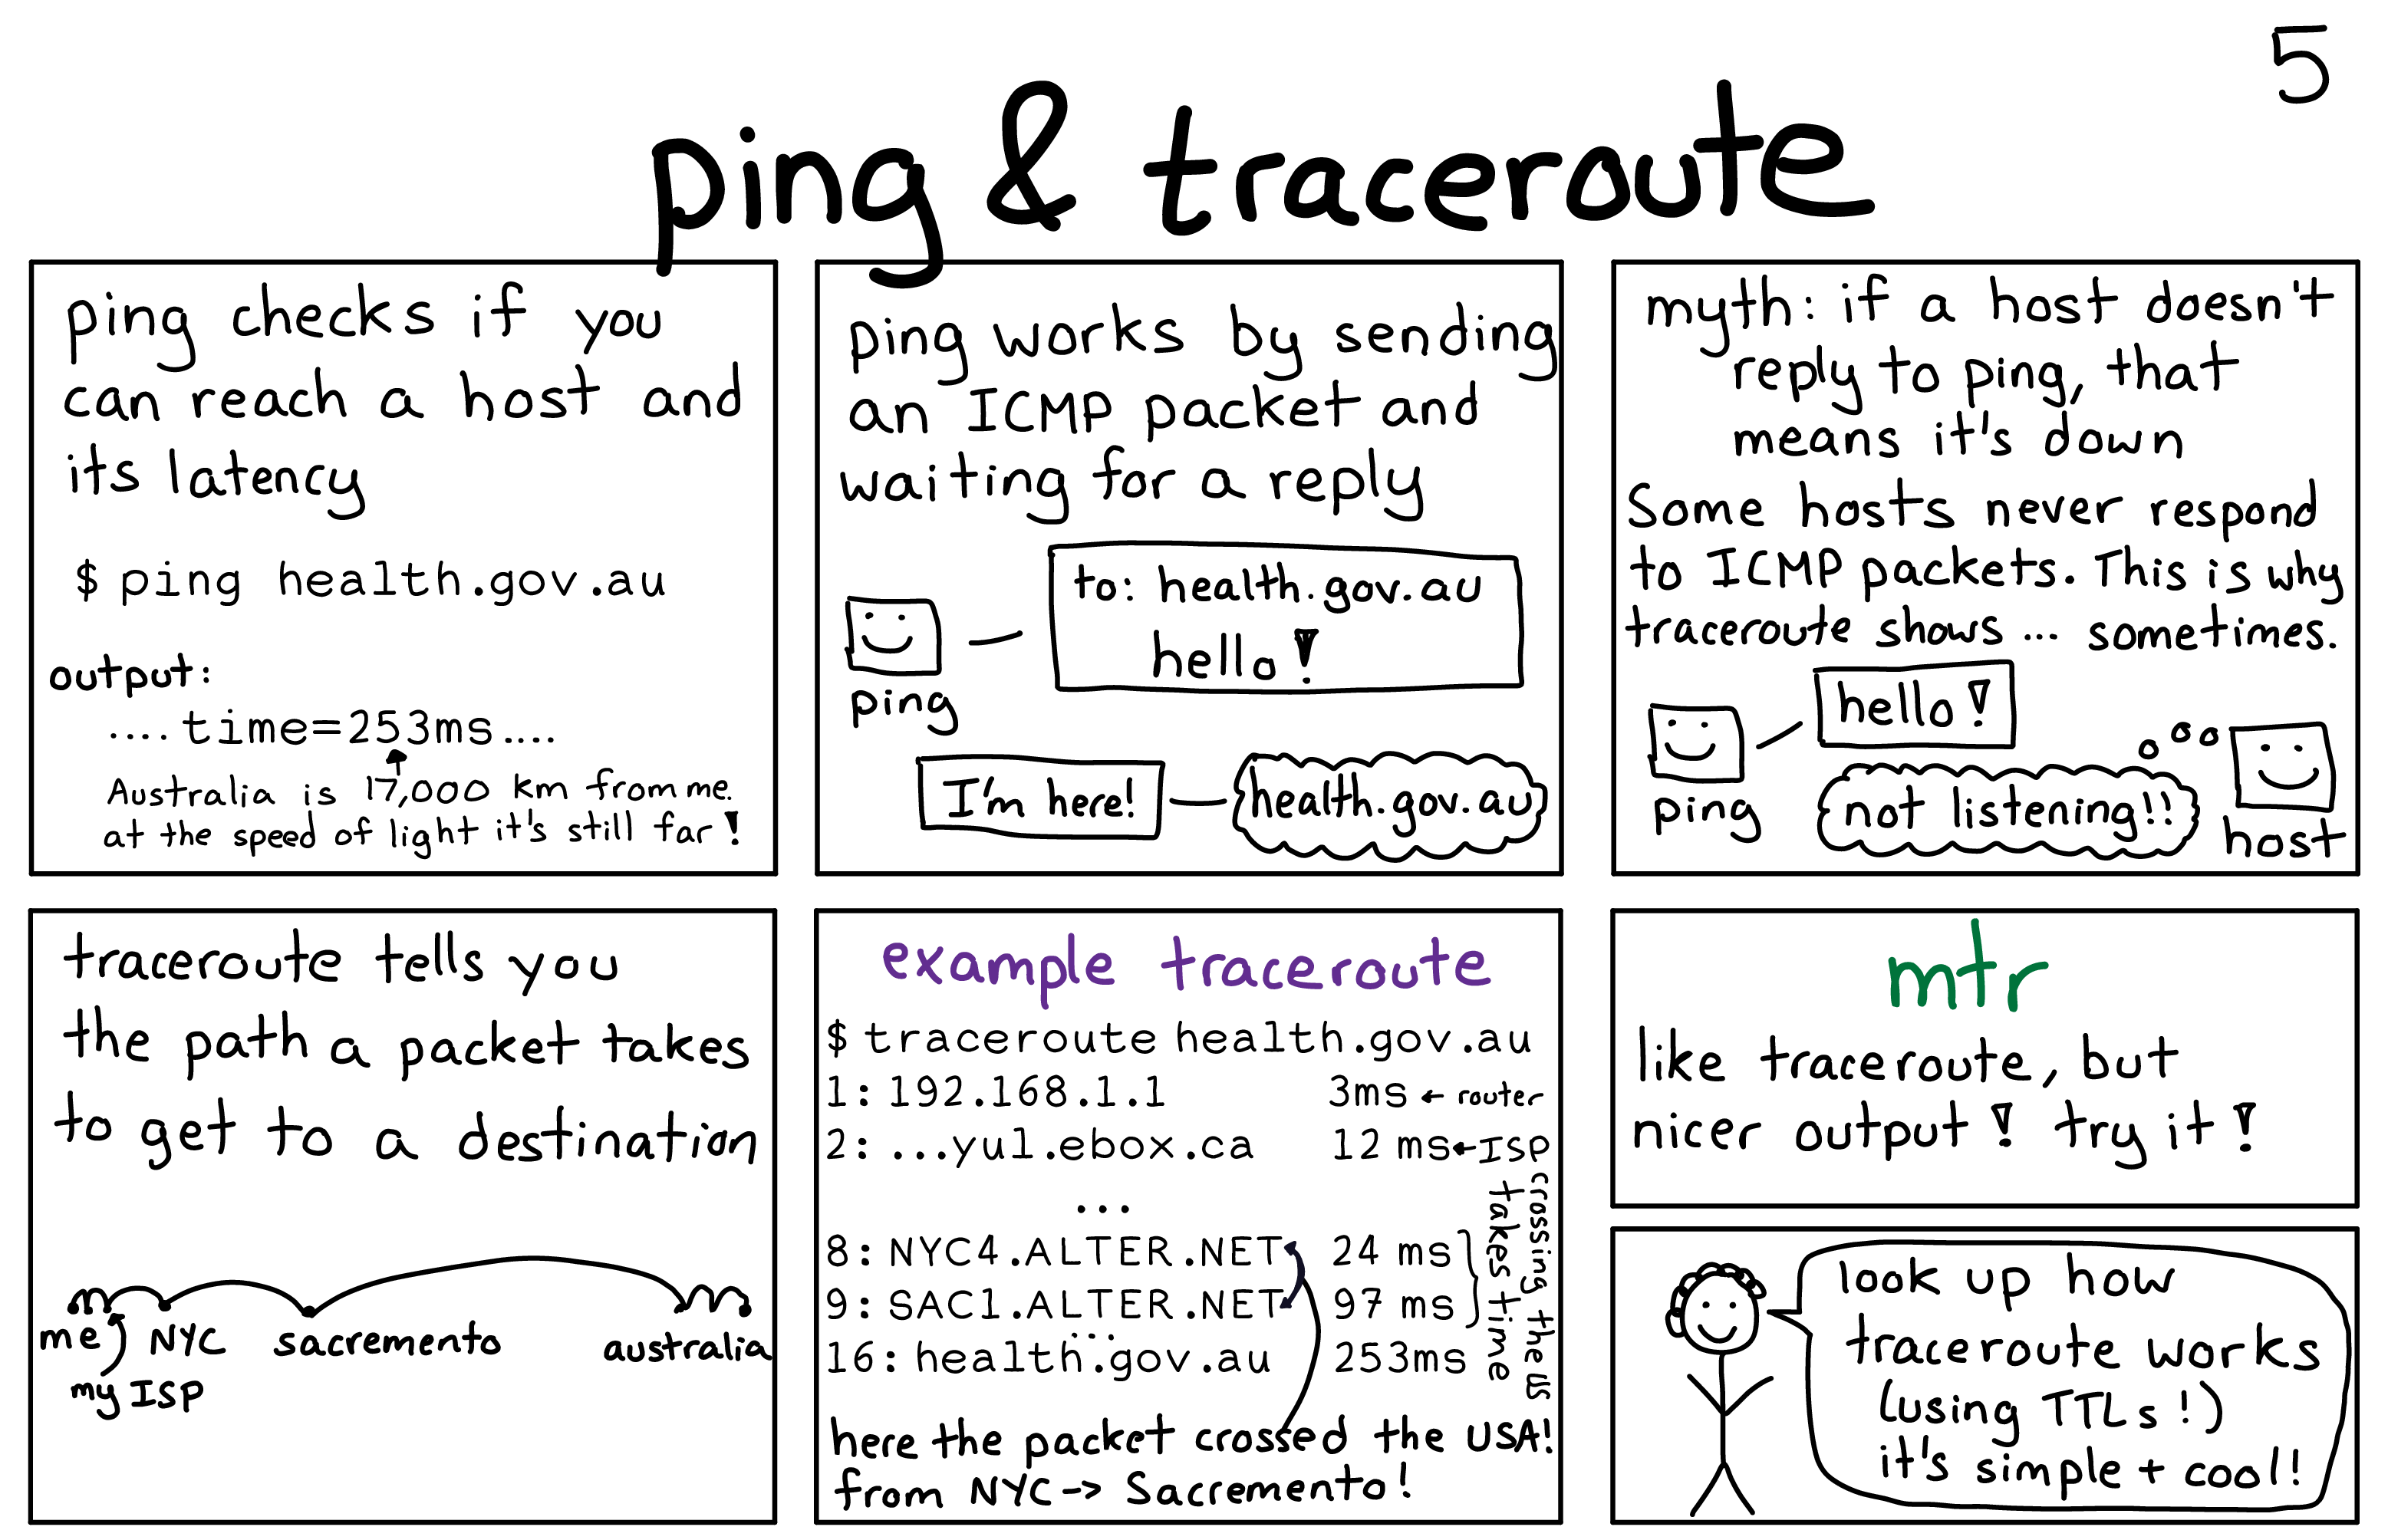 5
ping & traceroute
ping checks if you
can reach a host and
its latency
$ ping health.gov.au
output:
....time=253ms....
Australia is 17,000 km from me.
at the speed of light it's still far!
ping works by sending
an ICMP packet and
waiting for a reply
to: health.gov.au
hello!
ping
I'm here!
health.gov.au
myth: if a host doesn't
reply to ping, that
means it's down
Some hosts never respond
to ICMP packets. This is why
traceroute shows ... sometimes.
hello!
ping
not listening!!
host
traceroute tells you
the path a packet takes
to get to a destination
me
NYC
sacremento
australia
my ISP
example traceroute
$ traceroute health.gov.au
1: 192.168.1.1 3ms ← router
2: ...yul.ebox.ca 12 ms ← ISP
...
8: NYC4.ALTER.NET 24 ms
9: SAC1.ALTER.NET 97 ms
...
16: health.gov.au 253ms
crossing the US
takes time
here the packet crossed the USA!
from NYC -> Sacremento!
mtr
like traceroute, but
nicer output! try it!
look up how
traceroute works
(using TTLs!)
it's simple + cool!